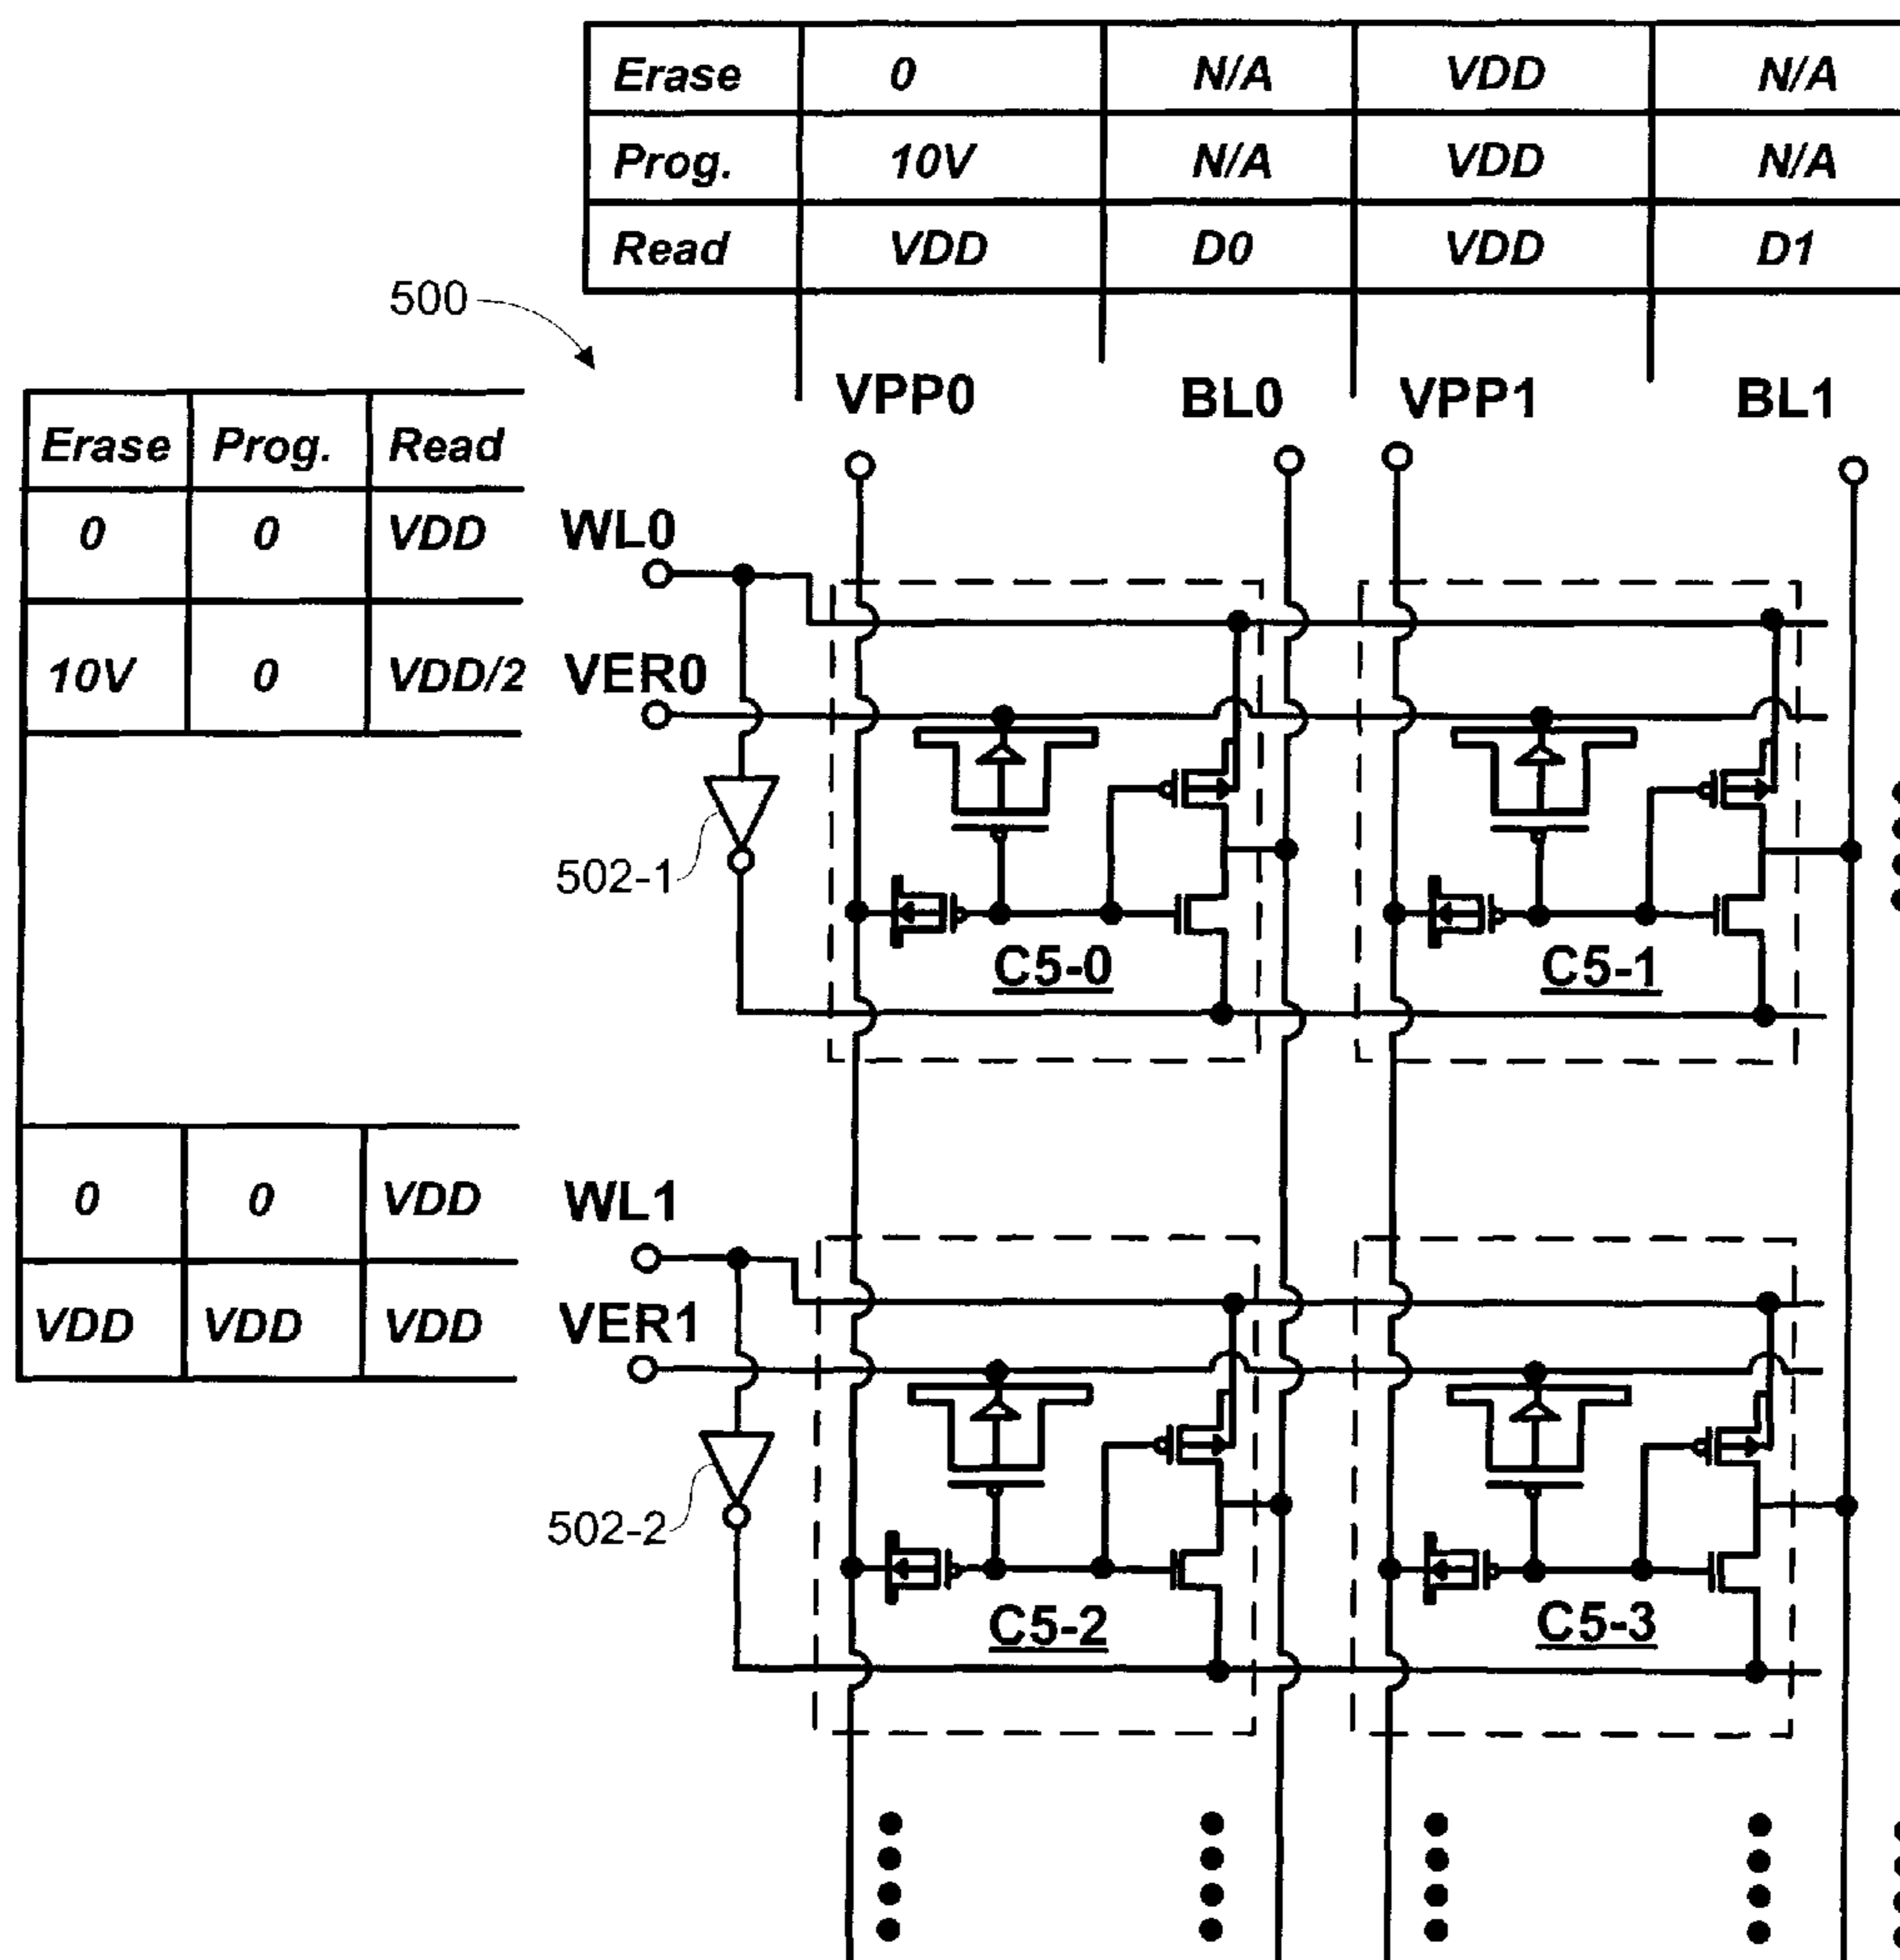 Erase 0 N/A VDD N/A
Prog. 10V N/A VDD N/A
Read VDD D0 VDD D1
500
VPP0 BL0 VPP1 BL1
Erase Prog. Read
0 0 VDD WL0
10V 0 VDD/2 VER0
502-1
C5-0 C5-1
0 0 VDD WL1
VDD VDD VDD VER1
502-2
C5-2 C5-3